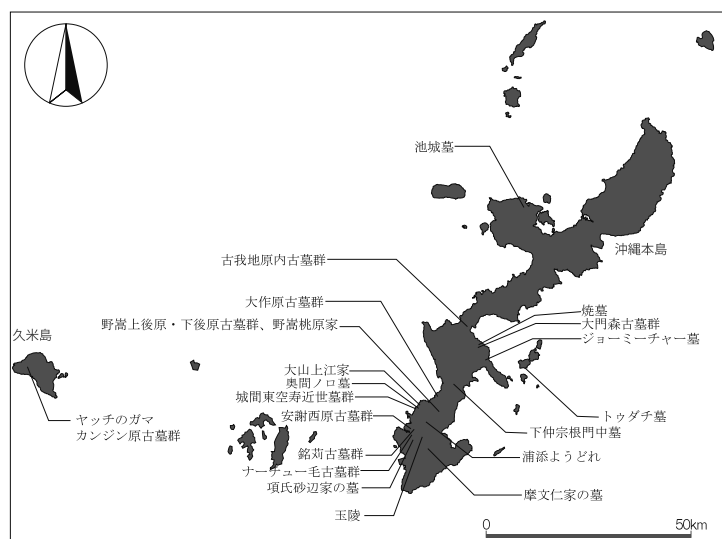 池城墓
沖縄本島
古我地原内古墓群
大作原古墓群
野嵩上後原・下後原古墓群、野嵩桃原家
焼墓
大門森古墓群
ジョーミーチャー墓
久米島
大山上江家
奥間ノロ墓
城間東空寿近世墓群
安謝西原古墓群
トゥダチ墓
ヤッチのガマ
カンジン原古墓群
下仲宗根門中墓
銘苅古墓群
浦添ようどれ
ナーチュー毛古墓群
項氏砂辺家の墓
摩文仁家の墓
玉陵
0
50km